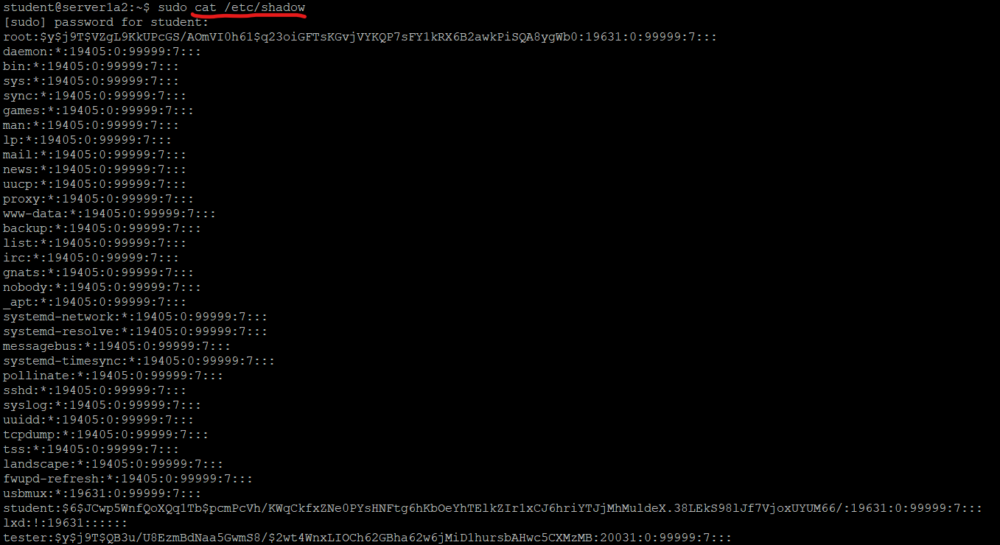 student@server1a2:~$ sudo cat /etc/shadow
[sudo] password for student:
root:$y$j9T$VZgL9KkUPcGS/AOmVI0h61$q23oiGFTsKGvjVYKQP7sFY1kRX6B2awkPiSQA8ygWb0:19631:0:99999:7:::
daemon:*:19405:0:99999:7:::
bin:*:19405:0:99999:7:::
sys:*:19405:0:99999:7:::
sync:*:19405:0:99999:7:::
games:*:19405:0:99999:7:::
man:*:19405:0:99999:7:::
lp:*:19405:0:99999:7:::
mail:*:19405:0:99999:7:::
news:*:19405:0:99999:7:::
uucp:*:19405:0:99999:7:::
proxy:*:19405:0:99999:7:::
www-data:*:19405:0:99999:7:::
backup:*:19405:0:99999:7:::
list:*:19405:0:99999:7:::
irc:*:19405:0:99999:7:::
gnats:*:19405:0:99999:7:::
nobody:*:19405:0:99999:7:::
_apt:*:19405:0:99999:7:::
systemd-network:*:19405:0:99999:7:::
systemd-resolve:*:19405:0:99999:7:::
messagebus:*:19405:0:99999:7:::
systemd-timesync:*:19405:0:99999:7:::
pollinate:*:19405:0:99999:7:::
sshd:*:19405:0:99999:7:::
syslog:*:19405:0:99999:7:::
uuidd:*:19405:0:99999:7:::
tcpdump:*:19405:0:99999:7:::
tss:*:19405:0:99999:7:::
landscape:*:19405:0:99999:7:::
fwupd-refresh:*:19405:0:99999:7:::
usbmux:*:19631:0:99999:7:::
student:$6$JCwp5WnfQoXQq1Tb$pcmPcVh/KWqCkfxZNe0PYsHNFtg6hKbOeYhTElkZIr1xCJ6hriYTJjMhMuldeX.38LEkS98lJf7VjoxUYUM66/:19631:0:99999:7:::
lxd:!:19631::::::
tester:$y$j9T$QB3u/U8EzmBdNaa5GwmS8/$2wt4WnxLIOCh62GBha62w6jMiD1hursbAHwc5CXMzMB:20031:0:99999:7:::